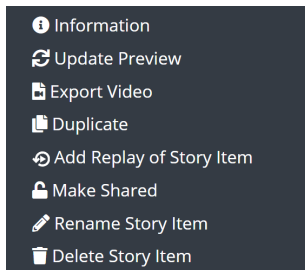 Information
Update Preview
Export Video
Duplicate
Add Replay of Story Item
Make Shared
Rename Story Item
Delete Story Item